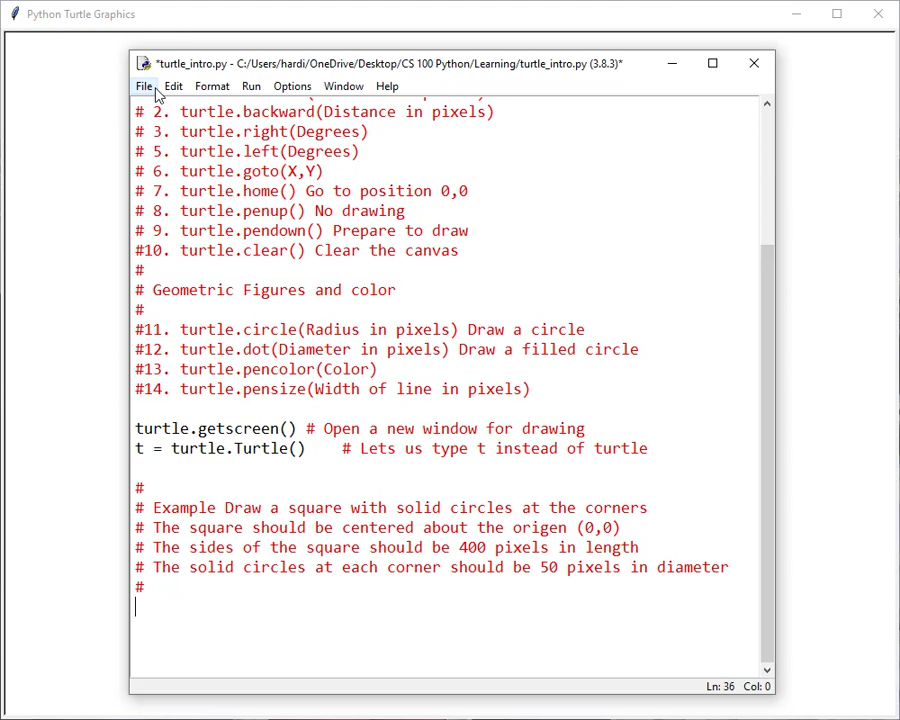 Python Turtle Graphics
*turtle_intro.py - C:/Users/hardi/OneDrive/Desktop/CS 100 Python/Learning/turtle_intro.py (3.8.3)*
File Edit Format Run Options Window Help
# 2. turtle.backward(Distance in pixels)
# 3. turtle.right(Degrees)
# 5. turtle.left(Degrees)
# 6. turtle.goto(X,Y)
# 7. turtle.home() Go to position 0,0
# 8. turtle.penup() No drawing
# 9. turtle.pendown() Prepare to draw
#10. turtle.clear() Clear the canvas
#
# Geometric Figures and color
#
#11. turtle.circle(Radius in pixels) Draw a circle
#12. turtle.dot(Diameter in pixels) Draw a filled circle
#13. turtle.pencolor(Color)
#14. turtle.pensize(Width of line in pixels)
turtle.getscreen() # Open a new window for drawing
t = turtle.Turtle() # Lets us type t instead of turtle
#
# Example Draw a square with solid circles at the corners
# The square should be centered about the origen (0,0)
# The sides of the square should be 400 pixels in length
# The solid circles at each corner should be 50 pixels in diameter
#
Ln: 36 Col: 0